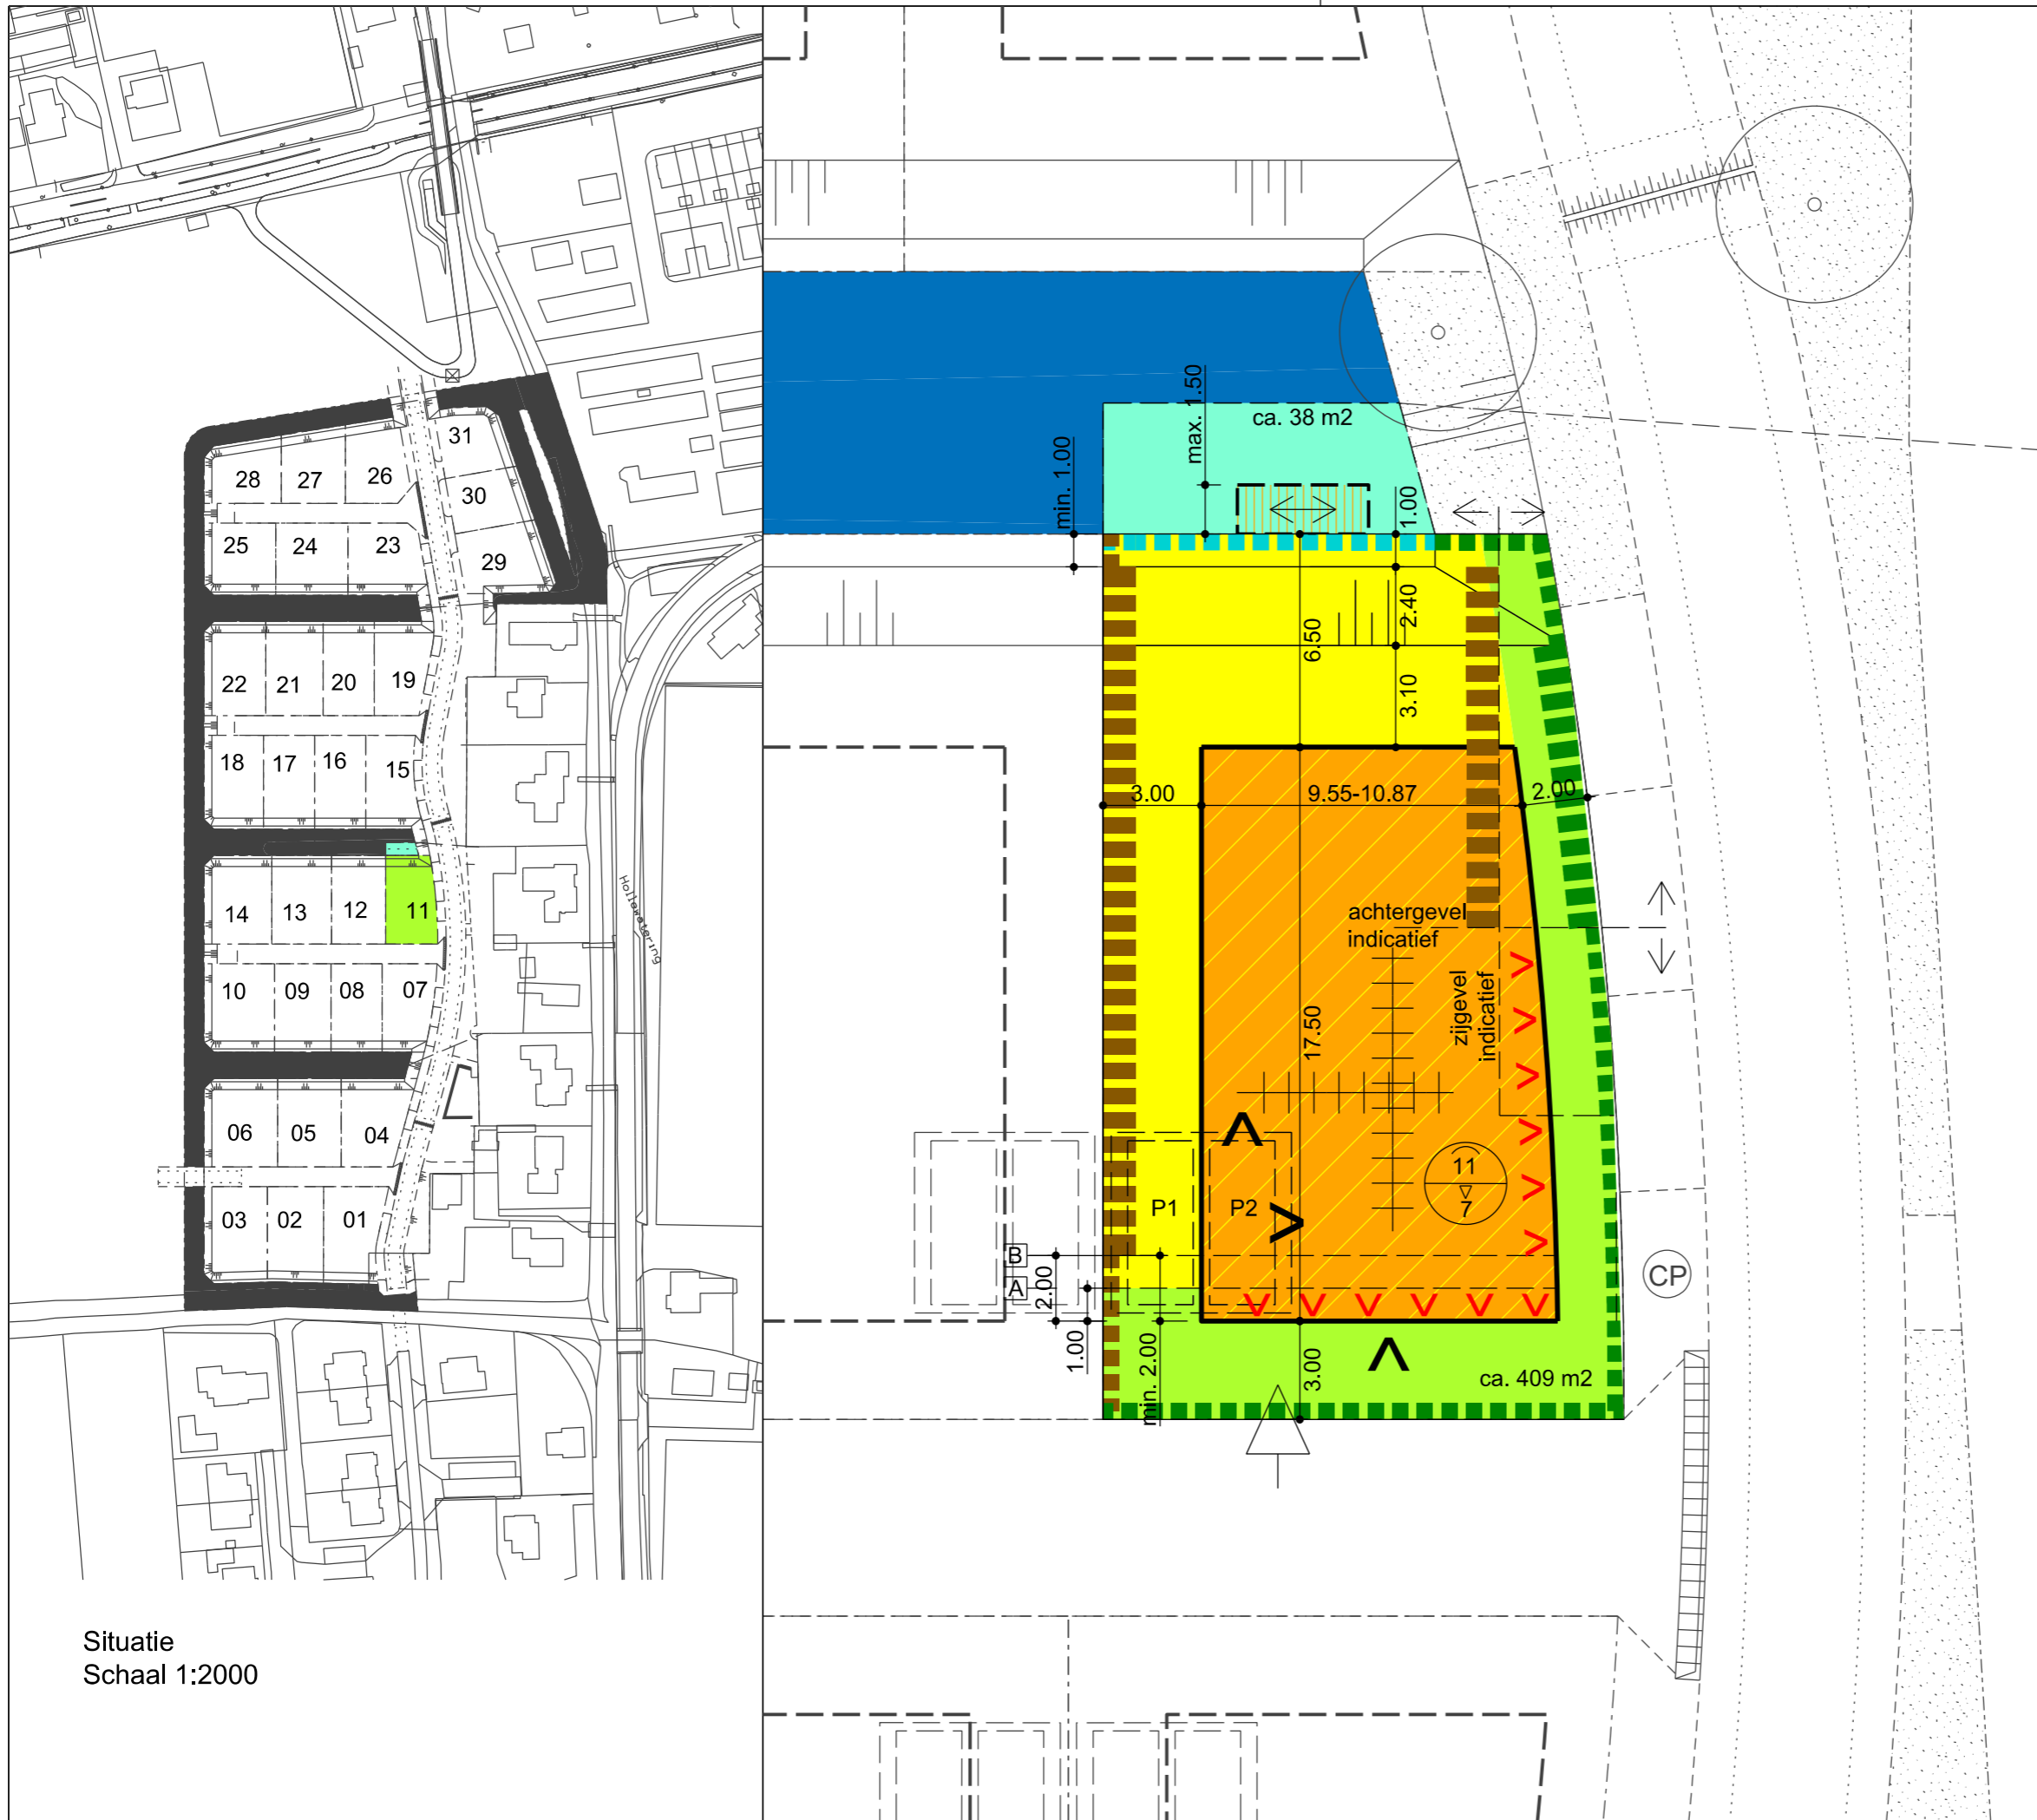 31
28
27
26
30
25
24
23
29
22
21
20
19
18
17
16
15
14
13
12
11
10
09
08
07
06
05
04
03
02
01
Hollewatering
Situatie
Schaal 1:2000
max. 1.50
ca. 38 m2
min. 1.00
1.00
2.40
6.50
3.10
3.00
9.55-10.87
2.00
achtergevel
indicatief
zijgevel
indicatief
17.50
11
7
P1
P2
B
A
2.00
1.00
min. 2.00
3.00
CP
ca. 409 m2